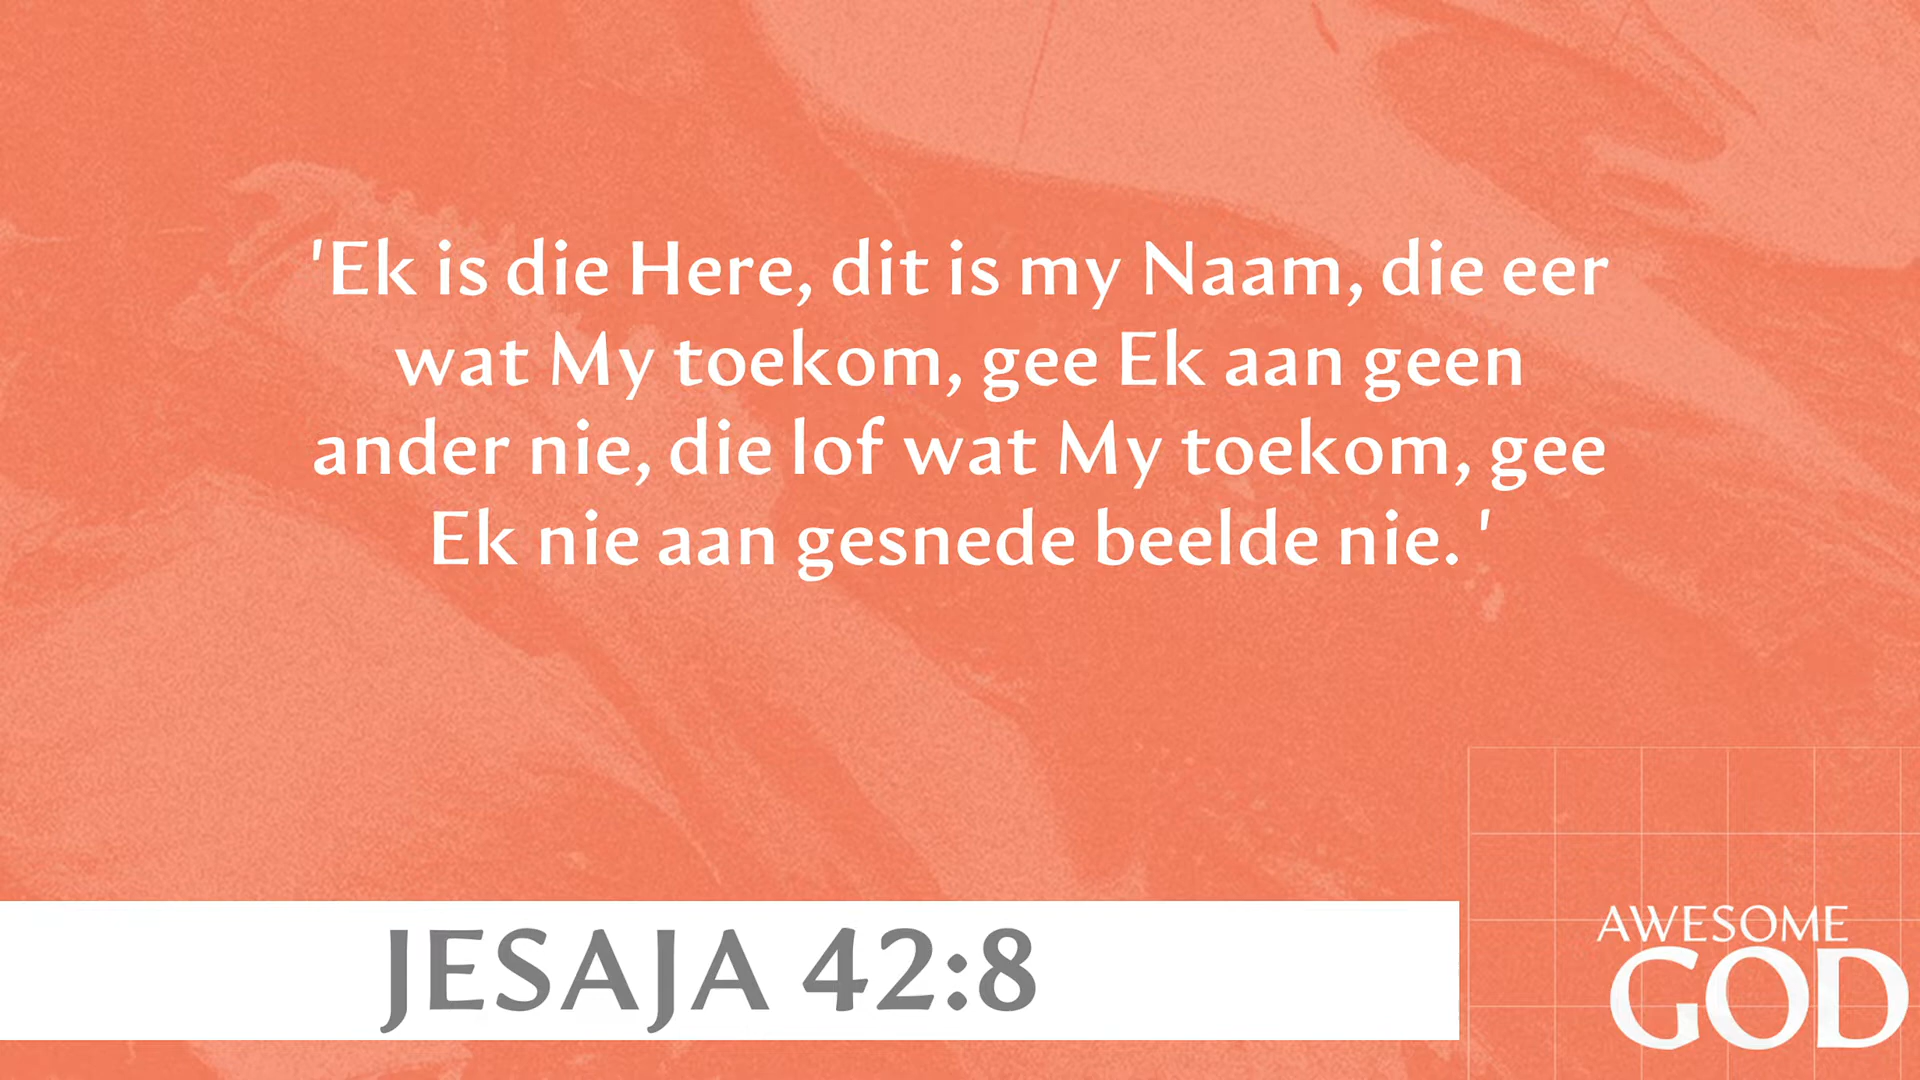 'Ek is die Here, dit is my Naam, die eer
wat My toekom, gee Ek aan geen
ander nie, die lof wat My toekom, gee
Ek nie aan gesnede beelde nie. '
JESAJA 42:8
AWESOME
GOD